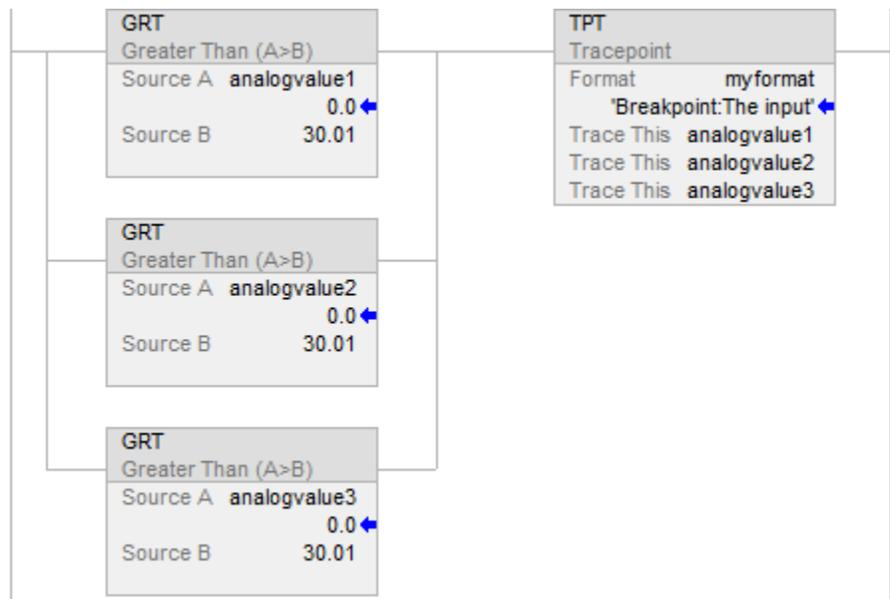 GRT
Greater Than (A>B)
Source A analogvalue1
0.0
Source B 30.01
TPT
Tracepoint
Format myformat
'Breakpoint:The input'
Trace This analogvalue1
Trace This analogvalue2
Trace This analogvalue3
GRT
Greater Than (A>B)
Source A analogvalue2
0.0
Source B 30.01
GRT
Greater Than (A>B)
Source A analogvalue3
0.0
Source B 30.01